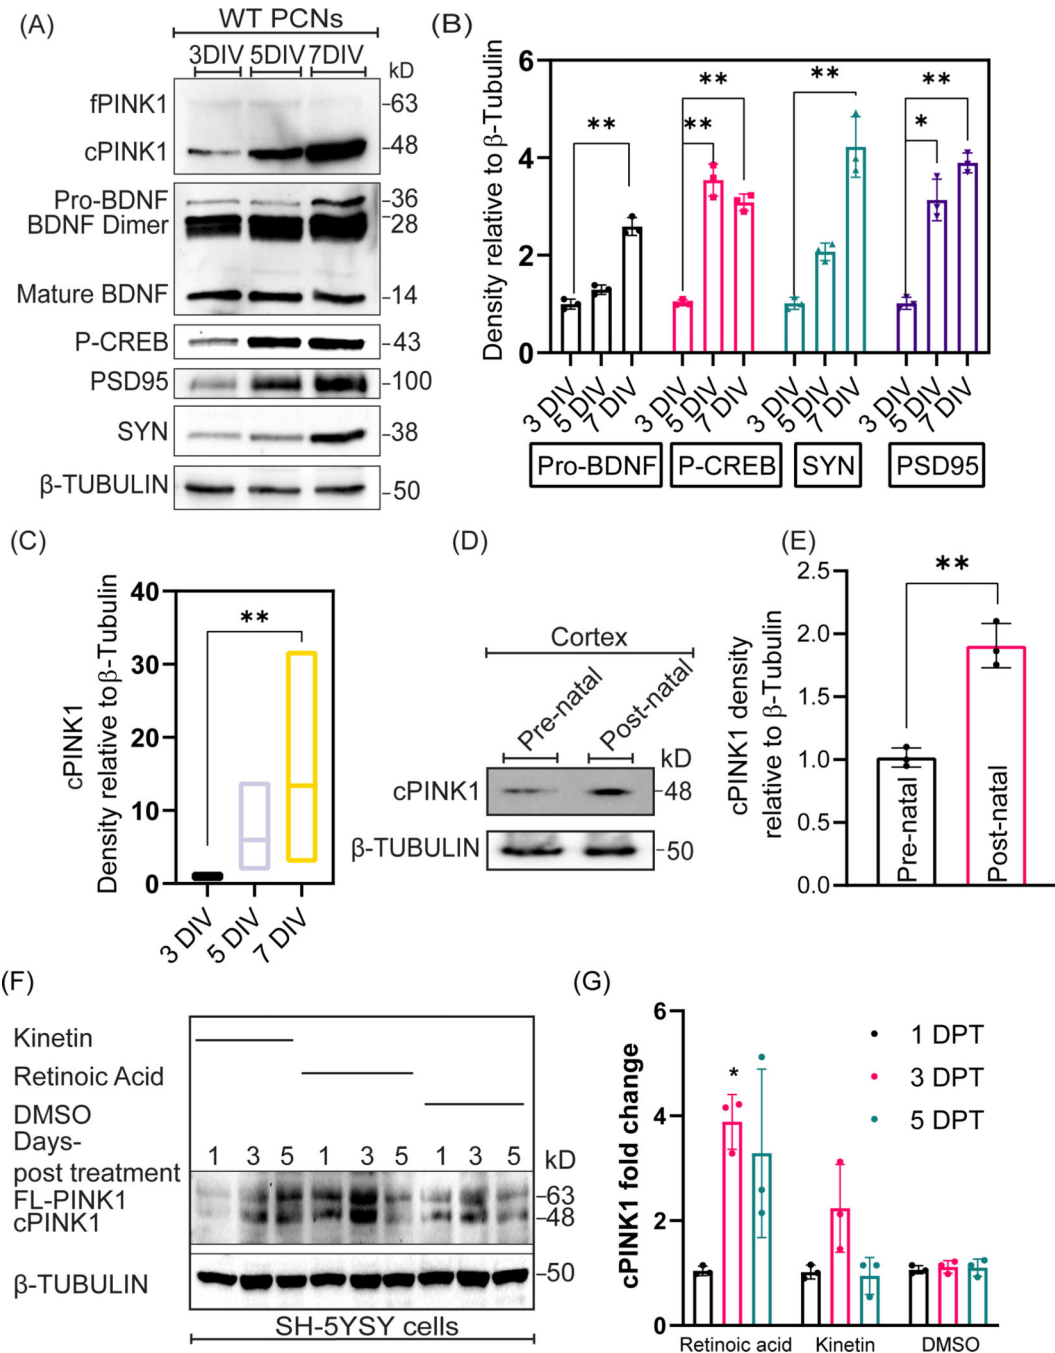 (A)
WT PCNs
3DIV 5DIV 7DIV
kD
fPINK1 -63
cPINK1 -48
Pro-BDNF -36
BDNF Dimer 28
Mature BDNF -14
P-CREB -43
PSD95 -100
SYN -38
β-TUBULIN -50
(B)
Density relative to β-Tubulin
6
4
2
0
** ** ** ** ** *
3 DIV 5 DIV 7 DIV 3 DIV 5 DIV 7 DIV 3 DIV 5 DIV 7 DIV 3 DIV 5 DIV 7 DIV
Pro-BDNF P-CREB SYN PSD95
(C)
cPINK1
Density relative to β-Tubulin
40
30
20
10
0
**
3 DIV 5 DIV 7 DIV
(D)
Cortex
Pre-natal Post-natal
kD
cPINK1 -48
β-TUBULIN -50
(E)
cPINK1 density
relative to β-Tubulin
2.5
2.0
1.5
1.0
0.5
0.0
**
Pre-natal Post-natal
(F)
Kinetin
Retinoic Acid
DMSO
Days-
post treatment 1 3 5 1 3 5 1 3 5 kD
FL-PINK1 -63
cPINK1 -48
β-TUBULIN -50
SH-5YSY cells
(G)
cPINK1 fold change
6
4
2
0
*
1 DPT
3 DPT
5 DPT
Retinoic acid Kinetin DMSO